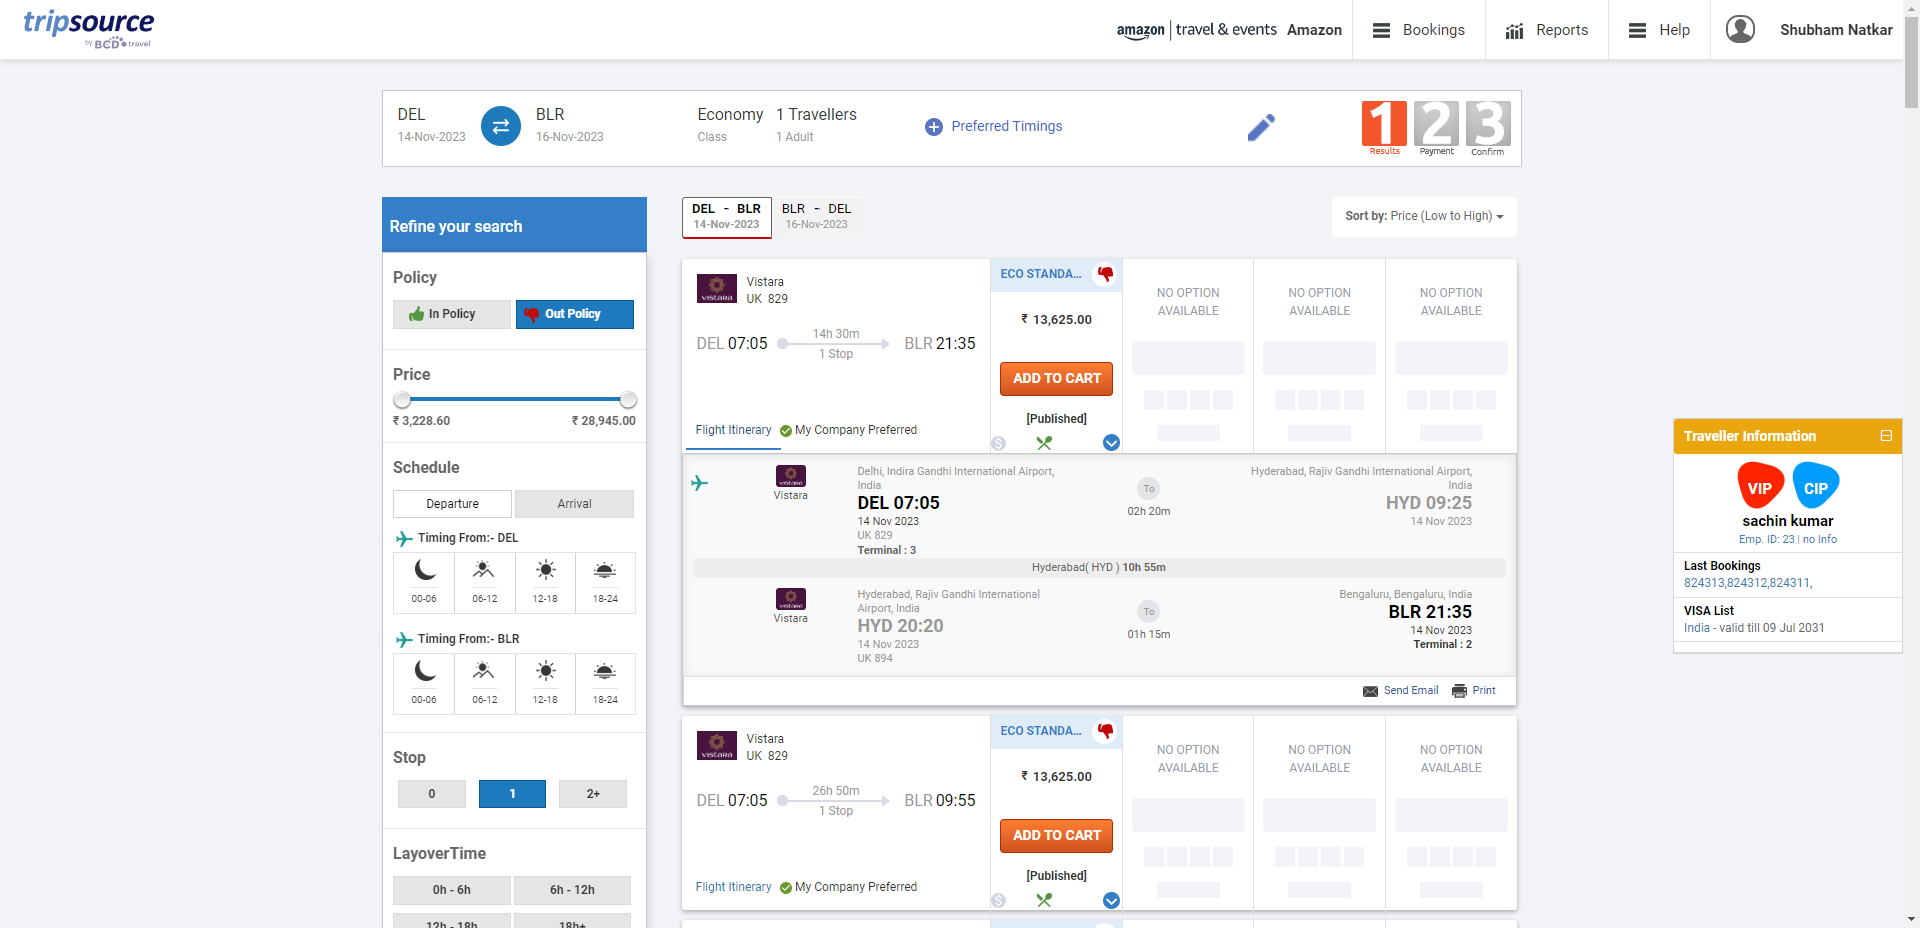 tripsource
by BCD travel
amazon | travel & events Amazon
Bookings
Reports
Help
Shubham Natkar
DEL
14-Nov-2023
BLR
16-Nov-2023
Economy
Class
1 Travellers
1 Adult
Preferred Timings
1 2 3
Results Payment Confirm
Refine your search
Policy
In Policy
Out Policy
Price
₹ 3,228.60
₹ 28,945.00
Schedule
Departure
Arrival
Timing From:- DEL
00-06 06-12 12-18 18-24
Timing From:- BLR
00-06 06-12 12-18 18-24
Stop
0 1 2+
LayoverTime
0h - 6h
6h - 12h
12h - 18h
18h+
DEL - BLR
14-Nov-2023
BLR - DEL
16-Nov-2023
Sort by: Price (Low to High)
VISTARA
Vistara
UK 829
DEL 07:05
14h 30m
1 Stop
BLR 21:35
Flight Itinerary
My Company Preferred
ECO STANDA...
₹ 13,625.00
ADD TO CART
[Published]
$
NO OPTION
AVAILABLE
NO OPTION
AVAILABLE
NO OPTION
AVAILABLE
VISTARA
Vistara
Delhi, Indira Gandhi International Airport,
India
DEL 07:05
14 Nov 2023
UK 829
Terminal : 3
To
02h 20m
Hyderabad, Rajiv Gandhi International Airport,
India
HYD 09:25
14 Nov 2023
Hyderabad( HYD ) 10h 55m
VISTARA
Vistara
Hyderabad, Rajiv Gandhi International
Airport, India
HYD 20:20
14 Nov 2023
UK 894
To
01h 15m
Bengaluru, Bengaluru, India
BLR 21:35
14 Nov 2023
Terminal : 2
Send Email
Print
VISTARA
Vistara
UK 829
DEL 07:05
26h 50m
1 Stop
BLR 09:55
Flight Itinerary
My Company Preferred
ECO STANDA...
₹ 13,625.00
ADD TO CART
[Published]
$
NO OPTION
AVAILABLE
NO OPTION
AVAILABLE
NO OPTION
AVAILABLE
Traveller Information
VIP
CIP
sachin kumar
Emp. ID: 23 | no Info
Last Bookings
824313,824312,824311,
VISA List
India - valid till 09 Jul 2031